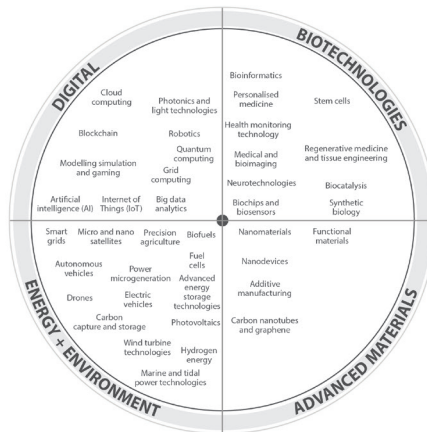 DIGITAL
Cloud
computing
Photonics and
light technologies
Blockchain
Robotics
Quantum
computing
Modelling simulation
and gaming
Grid
computing
Artificial
intelligence (AI)
Internet of
Things (IoT)
Big data
analytics
BIOTECHNOLOGIES
Bioinformatics
Personalised
medicine
Stem cells
Health monitoring
technology
Medical and
bioimaging
Regenerative medicine
and tissue engineering
Neurotechnologies
Biocatalysis
Biochips and
biosensors
Synthetic
biology
ENERGY + ENVIRONMENT
Smart
grids
Micro and nano
satellites
Precision
agriculture
Biofuels
Autonomous
vehicles
Power
microgeneration
Fuel
cells
Drones
Electric
vehicles
Advanced
energy
storage
technologies
Carbon
capture and storage
Photovoltaics
Wind turbine
technologies
Hydrogen
energy
Marine and tidal
power technologies
ADVANCED MATERIALS
Nanomaterials
Functional
materials
Nanodevices
Additive
manufacturing
Carbon nanotubes
and graphene